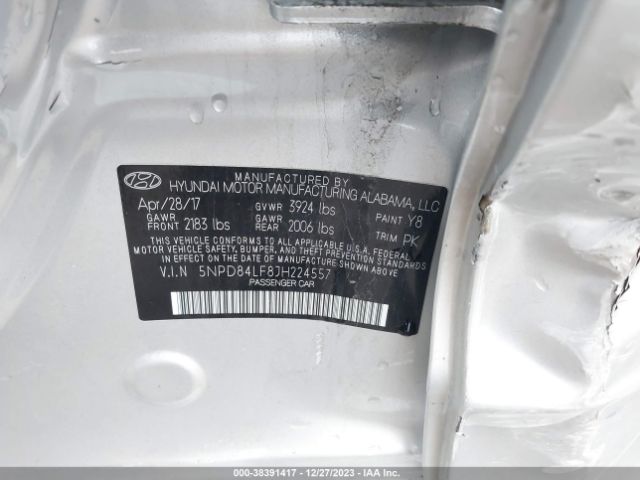 MANUFACTURED BY
HYUNDAI MOTOR MANUFACTURING ALABAMA, LLC
Apr/28/17 GVWR 3924 lbs PAINT Y8
GAWR FRONT 2183 lbs GAWR REAR 2006 lbs TRIM PK
THIS VEHICLE CONFORMS TO ALL APPLICABLE U.S.A. FEDERAL
MOTOR VEHICLE SAFETY, BUMPER, AND THEFT PREVENTION STANDARDS
IN EFFECT ON THE DATE OF MANUFACTURE SHOWN ABOVE.
V.I.N 5NPD84LF8JH224557
PASSENGER CAR
000-38391417 - 12/27/2023 - IAA Inc.